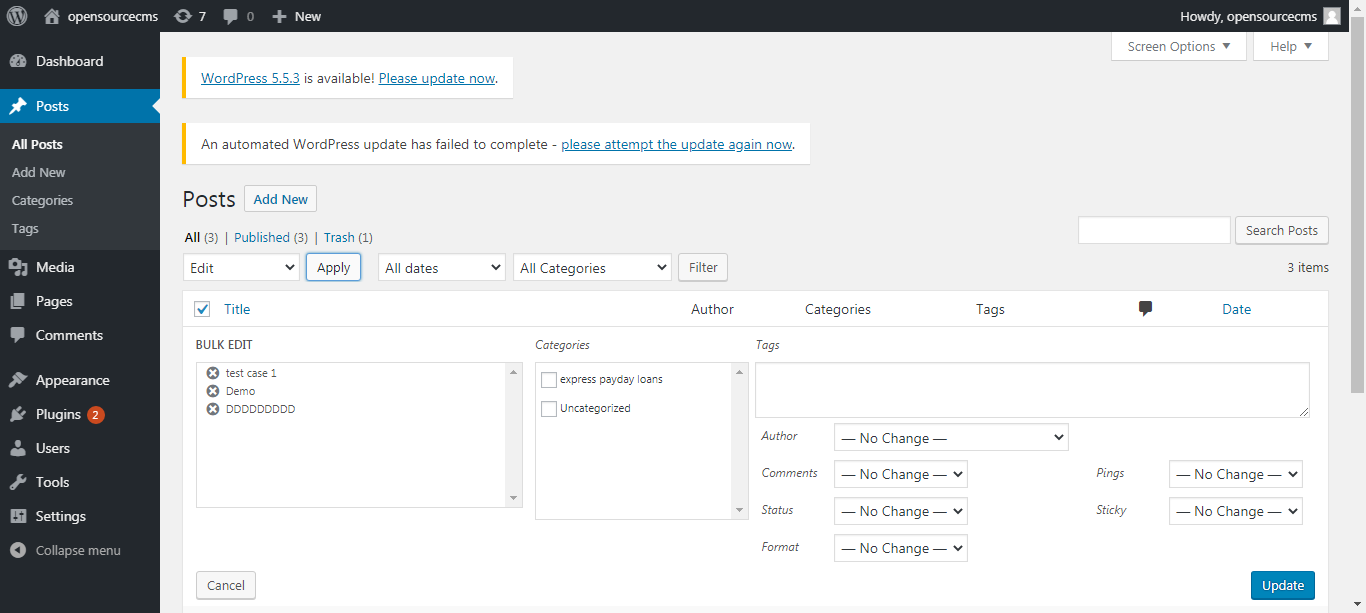 opensourcecms 7 0 New Howdy, opensourcecms
Screen Options Help
Dashboard
Posts
All Posts
Add New
Categories
Tags
Media
Pages
Comments
Appearance
Plugins 2
Users
Tools
Settings
Collapse menu
WordPress 5.5.3 is available! Please update now.
An automated WordPress update has failed to complete - please attempt the update again now.
Posts Add New
All (3) | Published (3) | Trash (1)
Search Posts
Edit Apply All dates All Categories Filter 3 items
Title Author Categories Tags Date
BULK EDIT Categories Tags
test case 1
Demo
DDDDDDDDD
express payday loans
Uncategorized
Author — No Change —
Comments — No Change — Pings — No Change —
Status — No Change — Sticky — No Change —
Format — No Change —
Cancel Update